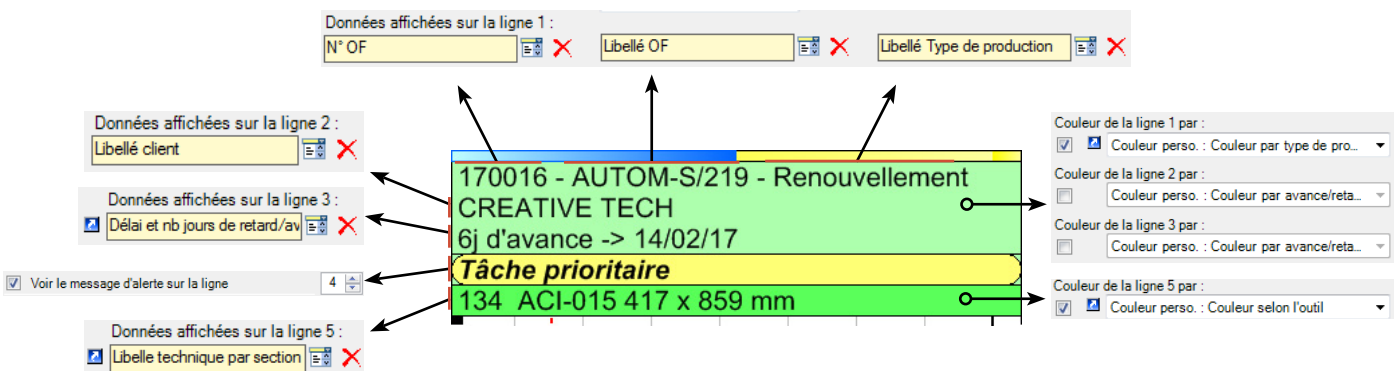 Données affichées sur la ligne 1 :
N° OF
Libellé OF
Libellé Type de production
Données affichées sur la ligne 2 :
Libellé client
Données affichées sur la ligne 3 :
Délai et nb jours de retard/av
Voir le message d'alerte sur la ligne 4
Données affichées sur la ligne 5 :
Libelle technique par section
170016 - AUTOM-S/219 - Renouvellement
CREATIVE TECH
6j d'avance -> 14/02/17
Tâche prioritaire
134 ACI-015 417 x 859 mm
Couleur de la ligne 1 par :
Couleur perso. : Couleur par type de pro...
Couleur de la ligne 2 par :
Couleur perso. : Couleur par avance/reta...
Couleur de la ligne 3 par :
Couleur perso. : Couleur par avance/reta...
Couleur de la ligne 5 par :
Couleur perso. : Couleur selon l'outil